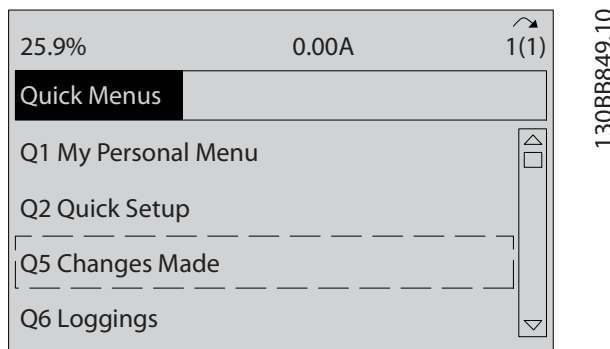 25.9% 0.00A 1(1)
Quick Menus
Q1 My Personal Menu
Q2 Quick Setup
Q5 Changes Made
Q6 Loggings
130BB849.10